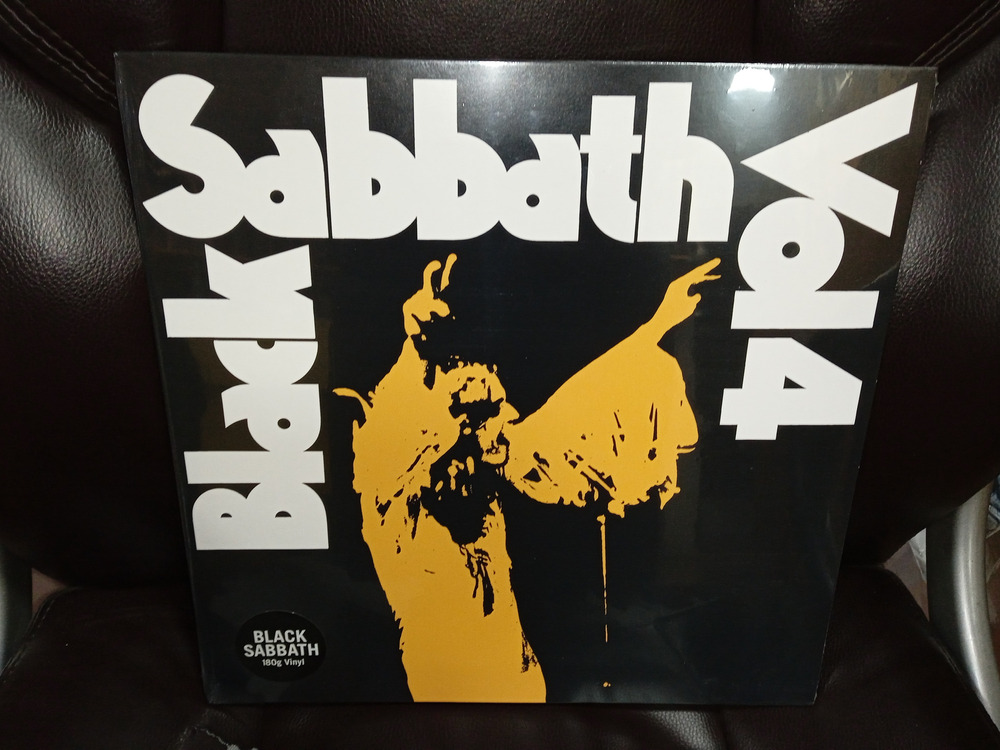 Black
Sabbath
Vol 4
BLACK
SABBATH
180g Vinyl